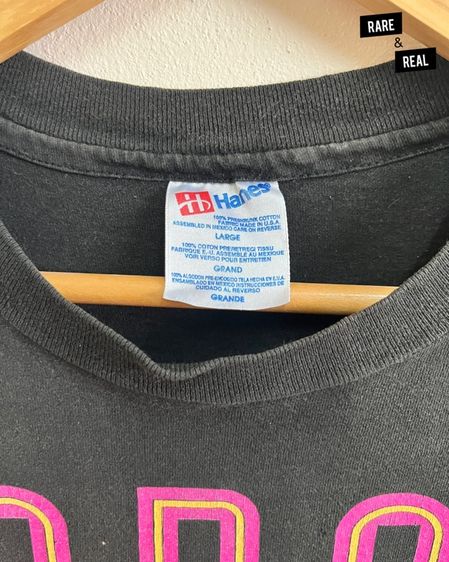 RARE
&
REAL
Hanes
100% PRESHRUNK COTTON
FABRIC MADE IN U.S.A.
ASSEMBLED IN MEXICO CARE ON REVERSE
LARGE
100% COTON PRERETRECI TISSU
FABRIQUE E.-U. ASSEMBLE AU MEXIQUE
VOIR VERSO POUR ENTRETIEN
GRAND
100% ALGODON PRE-ENCOGIDO TELA HECHA EN E.V.A.
ENSAMBLADO EN MEXICO INSTRUCCIONES DE
CUIDADO AL REVERSO
GRANDE